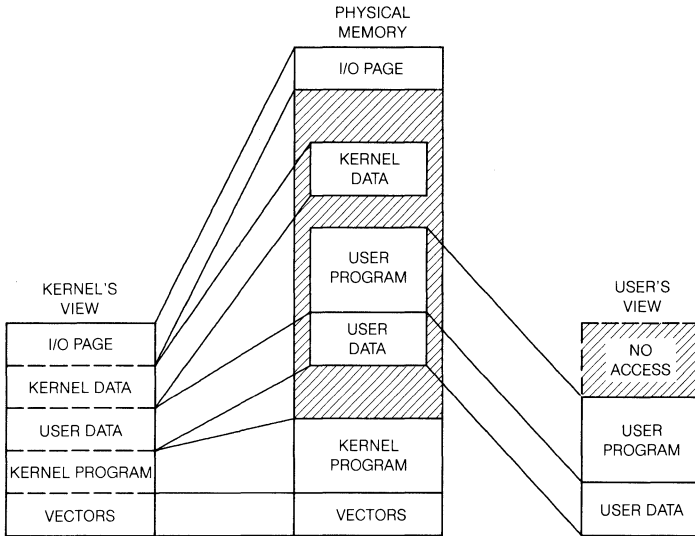 PHYSICAL
MEMORY
I/O PAGE
KERNEL
DATA
USER
PROGRAM
USER
DATA
KERNEL
PROGRAM
VECTORS
KERNEL'S
VIEW
I/O PAGE
KERNEL DATA
USER DATA
KERNEL PROGRAM
VECTORS
USER'S
VIEW
NO
ACCESS
USER
PROGRAM
USER DATA